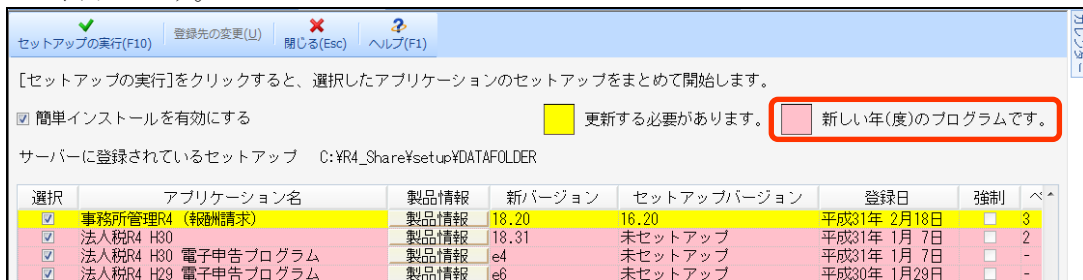 セットアップの実行(F10) 登録先の変更(U) 閉じる(Esc) ヘルプ(F1)
[セットアップの実行]をクリックすると、選択したアプリケーションのセットアップをまとめて開始します。
簡単インストールを有効にする 更新する必要があります。 新しい年(度)のプログラムです。
サーバーに登録されているセットアップ C:¥R4_Share¥setup¥DATAFOLDER
選択 アプリケーション名 製品情報 新バージョン セットアップバージョン 登録日 強制
事務所管理R4 (報酬請求) 製品情報 18.20 16.20 平成31年 2月18日 3
法人税R4 H30 製品情報 18.31 未セットアップ 平成31年 1月 7日 2
法人税R4 H30 電子申告プログラム 製品情報 e4 未セットアップ 平成31年 1月 7日 -
法人税R4 H29 電子申告プログラム 製品情報 e6 未セットアップ 平成30年 1月29日 -